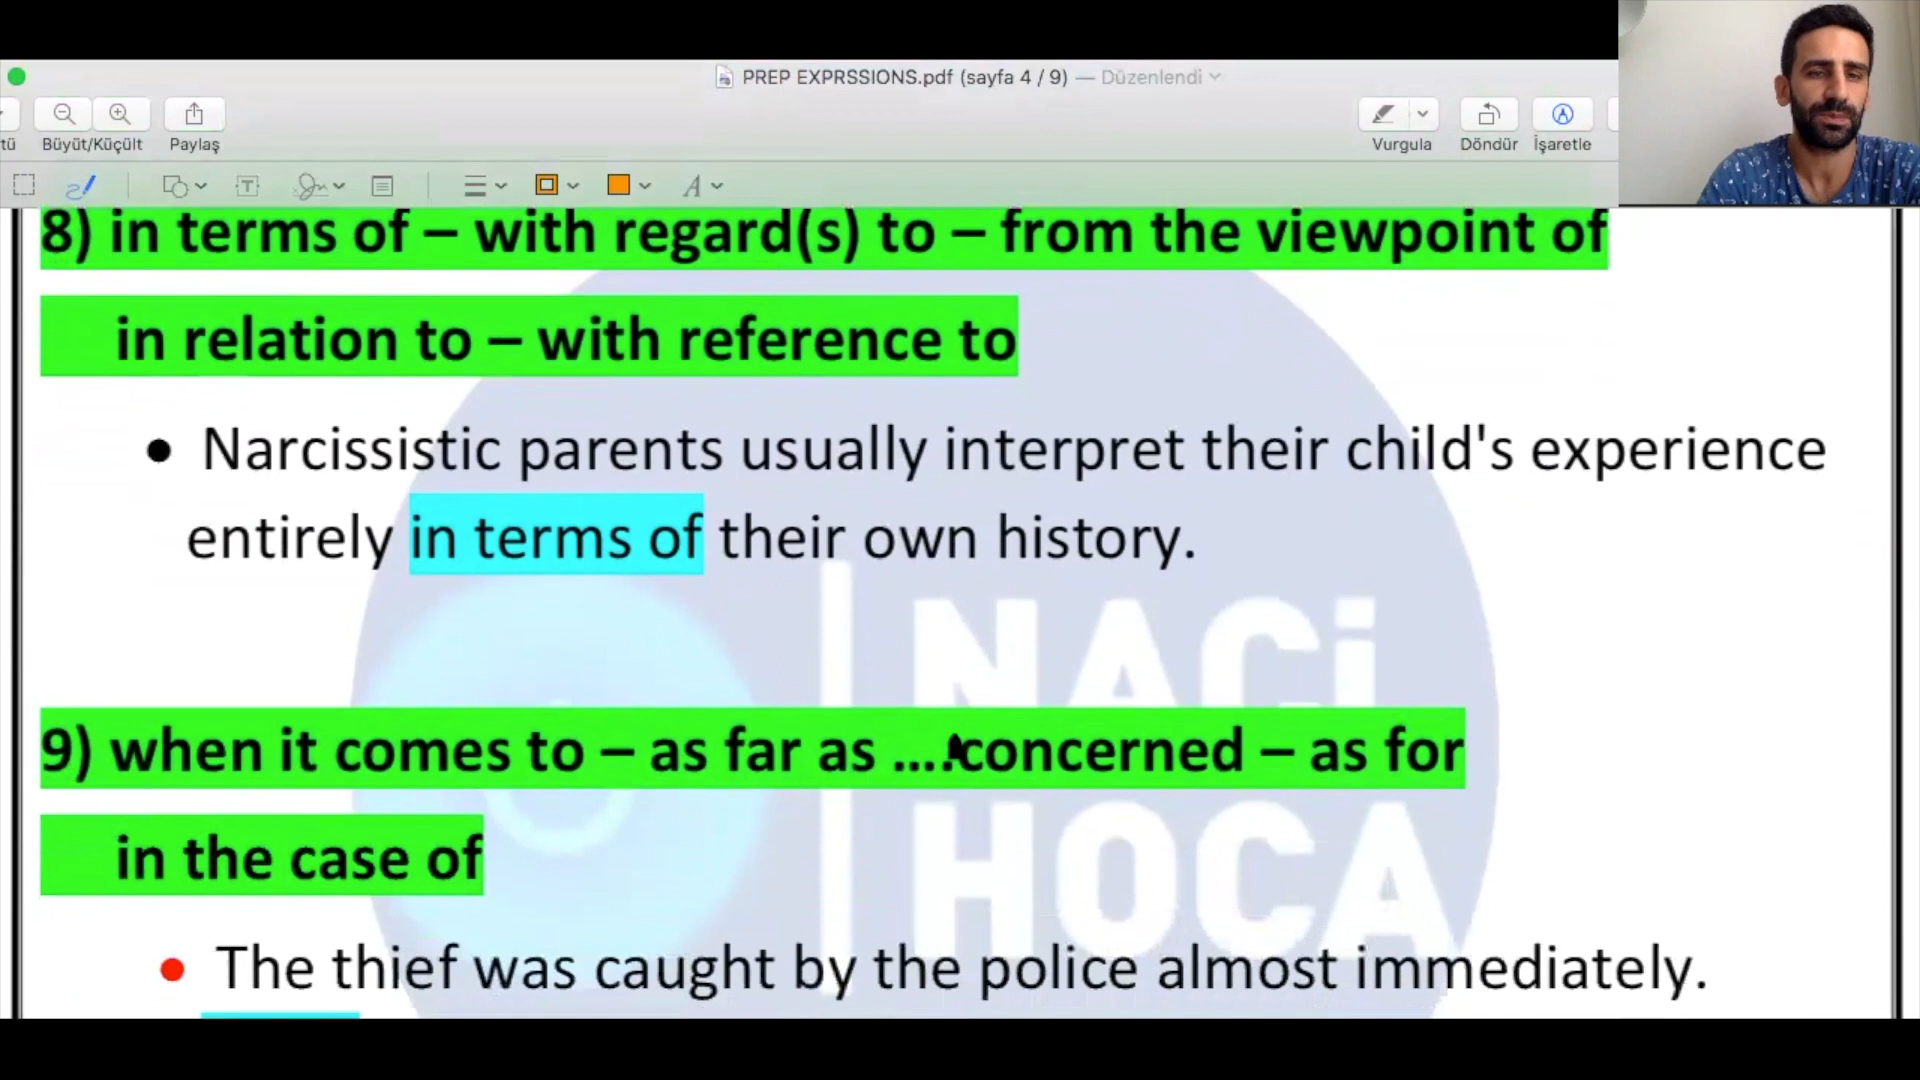 PREP EXPRSSIONS.pdf (sayfa 4 / 9) — Düzenlendi
tü Büyüt/Küçült Paylaş Vurgula Döndür İşaretle
8) in terms of – with regard(s) to – from the viewpoint of
in relation to – with reference to
• Narcissistic parents usually interpret their child's experience
entirely in terms of their own history.
NACİ
9) when it comes to – as far as ....concerned – as for
HOCA
in the case of
• The thief was caught by the police almost immediately.